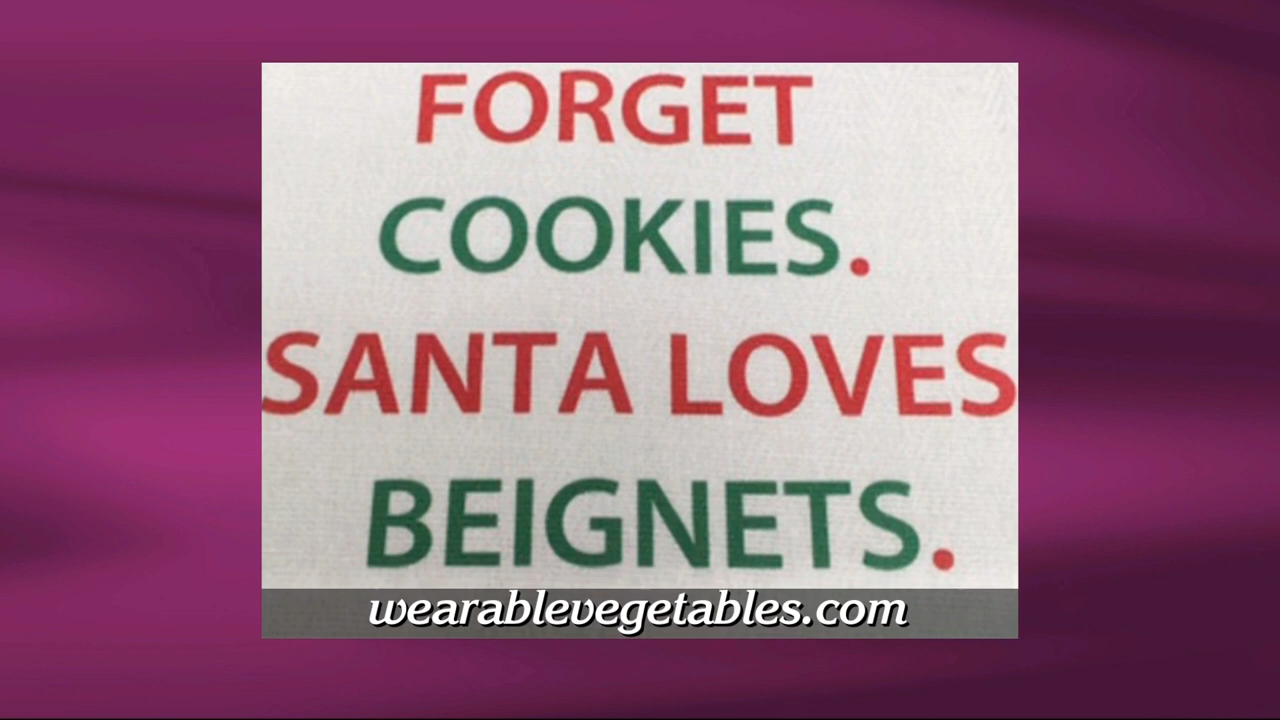 FORGET
COOKIES.
SANTA LOVES
BEIGNETS.
wearablevegetables.com